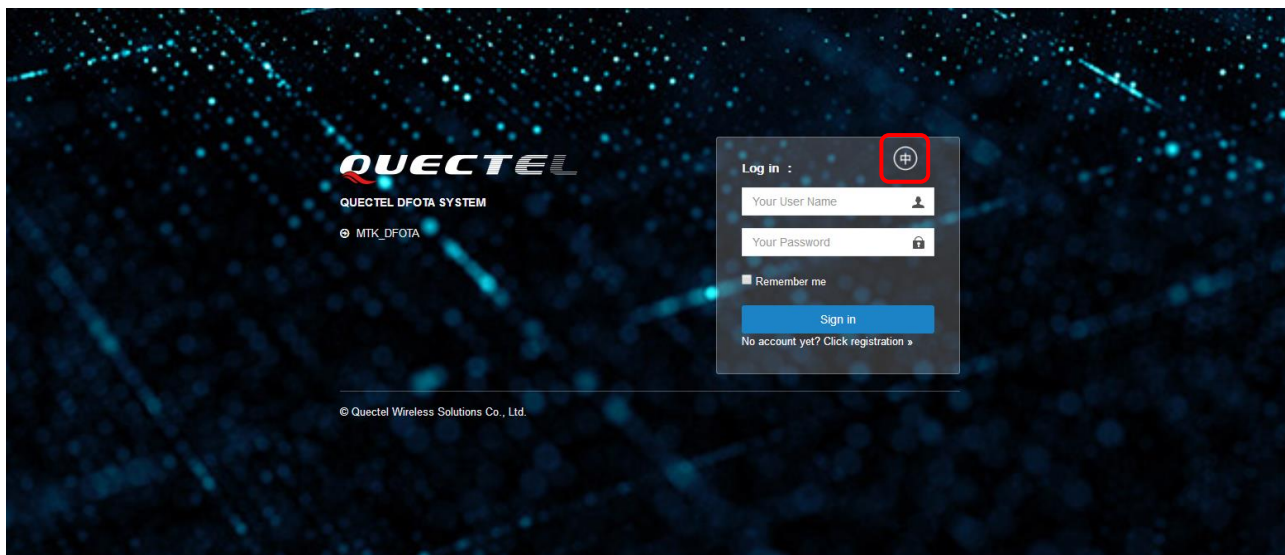 QUECTEL
QUECTEL DFOTA SYSTEM
MTK_DFOTA
中
Log in :
Your User Name
Your Password
Remember me
Sign in
No account yet? Click registration »
© Quectel Wireless Solutions Co., Ltd.